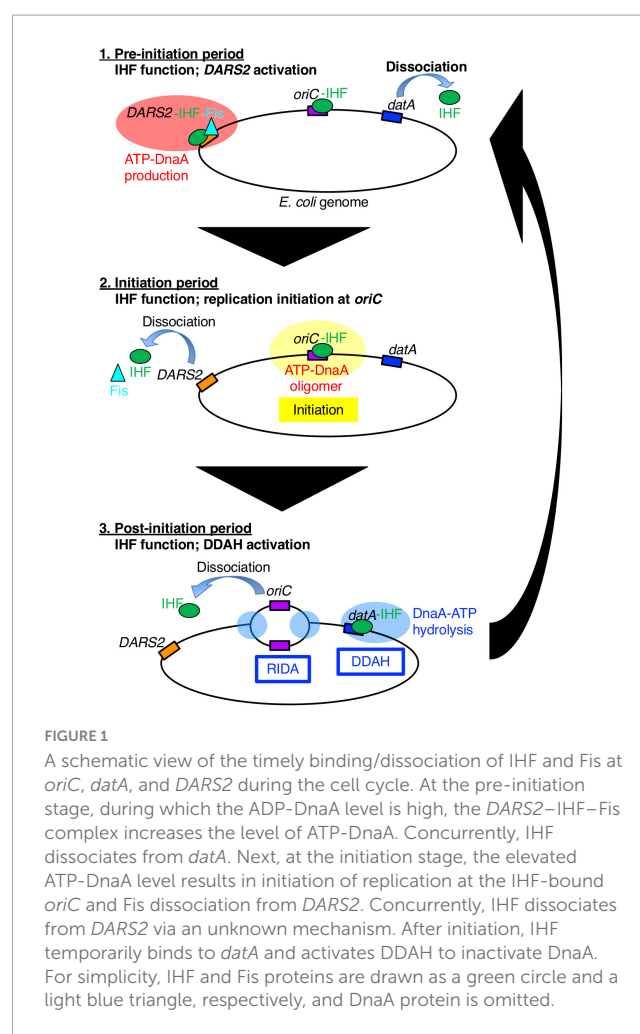 1. Pre-initiation period
IHF function; DARS2 activation
Dissociation
oriC-IHF
datA
IHF
DARS2-IHF-Fis
ATP-DnaA
production
E. coli genome
2. Initiation period
IHF function; replication initiation at oriC
Dissociation
IHF
Fis
DARS2
oriC-IHF
datA
ATP-DnaA
oligomer
Initiation
3. Post-initiation period
IHF function; DDAH activation
Dissociation
oriC
IHF
datA-IHF
DnaA-ATP
hydrolysis
DARS2
RIDA
DDAH
FIGURE 1
A schematic view of the timely binding/dissociation of IHF and Fis at
oriC, datA, and DARS2 during the cell cycle. At the pre-initiation
stage, during which the ADP-DnaA level is high, the DARS2–IHF–Fis
complex increases the level of ATP-DnaA. Concurrently, IHF
dissociates from datA. Next, at the initiation stage, the elevated
ATP-DnaA level results in initiation of replication at the IHF-bound
oriC and Fis dissociation from DARS2. Concurrently, IHF dissociates
from DARS2 via an unknown mechanism. After initiation, IHF
temporarily binds to datA and activates DDAH to inactivate DnaA.
For simplicity, IHF and Fis proteins are drawn as a green circle and a
light blue triangle, respectively, and DnaA protein is omitted.